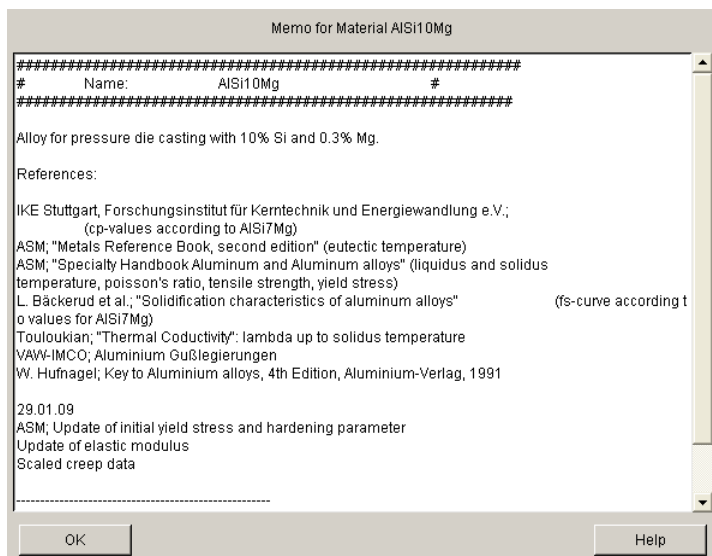 Memo for Material AlSi10Mg
############################################################
# Name: AlSi10Mg #
###########################################################
Alloy for pressure die casting with 10% Si and 0.3% Mg.
References:
IKE Stuttgart, Forschungsinstitut für Kerntechnik und Energiewandlung e.V.;
(cp-values according to AlSi7Mg)
ASM; "Metals Reference Book, second edition" (eutectic temperature)
ASM; "Specialty Handbook Aluminum and Aluminum alloys" (liquidus and solidus
temperature, poisson's ratio, tensile strength, yield stress)
L. Bäckerud et al.; "Solidification characteristics of aluminum alloys" (fs-curve according t
o values for AlSi7Mg)
Touloukian; "Thermal Coductivity": lambda up to solidus temperature
VAW-IMCO; Aluminium Gußlegierungen
W. Hufnagel; Key to Aluminium alloys, 4th Edition, Aluminium-Verlag, 1991
29.01.09
ASM; Update of initial yield stress and hardening parameter
Update of elastic modulus
Scaled creep data
-----------------------------------------------------
OK Help